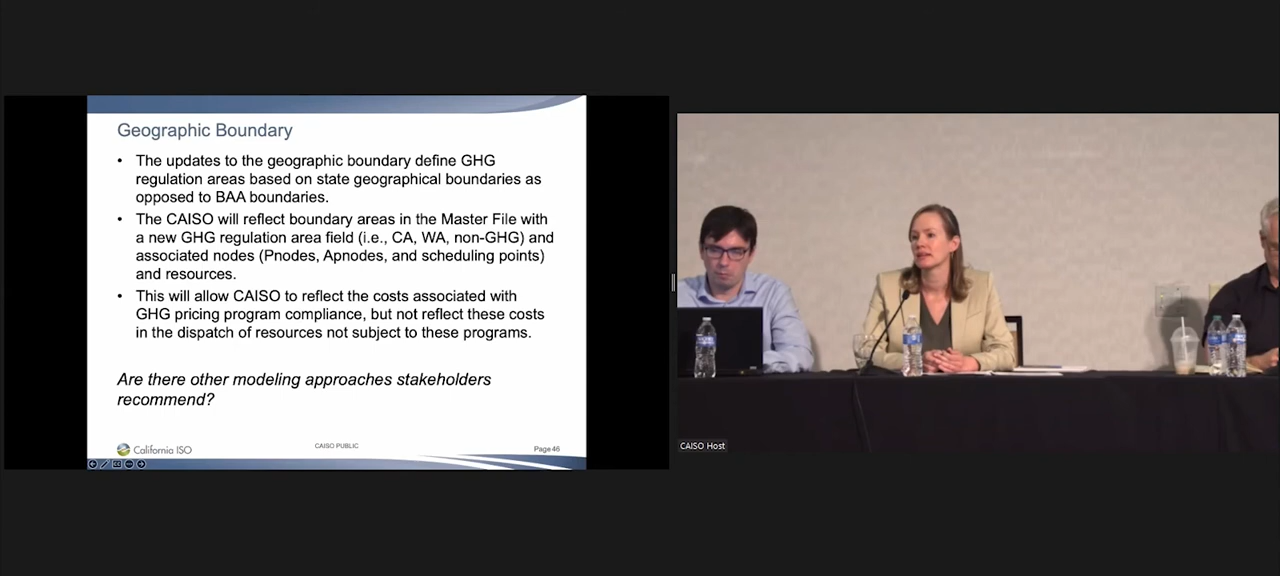 Geographic Boundary
• The updates to the geographic boundary define GHG
regulation areas based on state geographical boundaries as
opposed to BAA boundaries.
• The CAISO will reflect boundary areas in the Master File with
a new GHG regulation area field (i.e., CA, WA, non-GHG) and
associated nodes (Pnodes, Apnodes, and scheduling points)
and resources.
• This will allow CAISO to reflect the costs associated with
GHG pricing program compliance, but not reflect these costs
in the dispatch of resources not subject to these programs.
Are there other modeling approaches stakeholders
recommend?
California ISO
CAISO PUBLIC
Page 46
CAISO Host